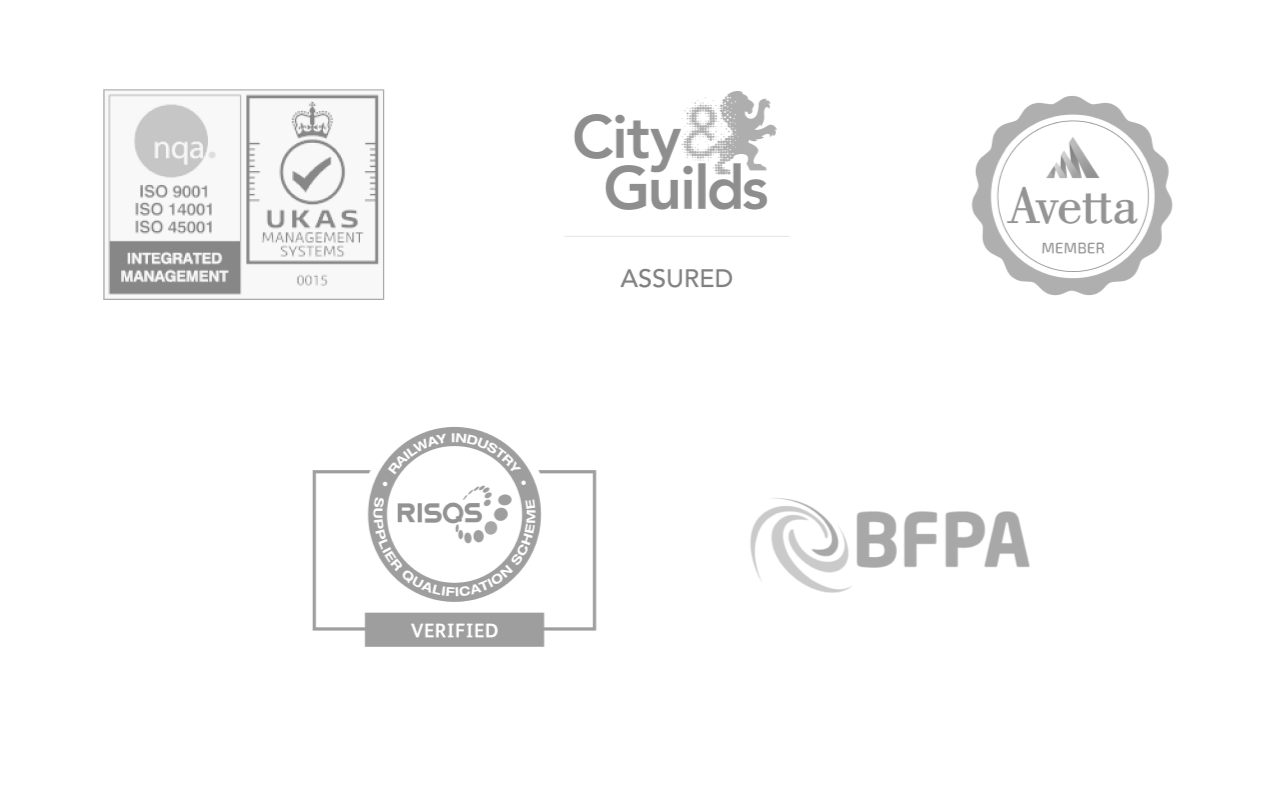 nqa.
ISO 9001
ISO 14001
ISO 45001
INTEGRATED
MANAGEMENT
UKAS
MANAGEMENT
SYSTEMS
0015
City &
Guilds
ASSURED
Avetta
MEMBER
RAILWAY INDUSTRY
SUPPLIER QUALIFICATION SCHEME
RISQS
VERIFIED
BFPA